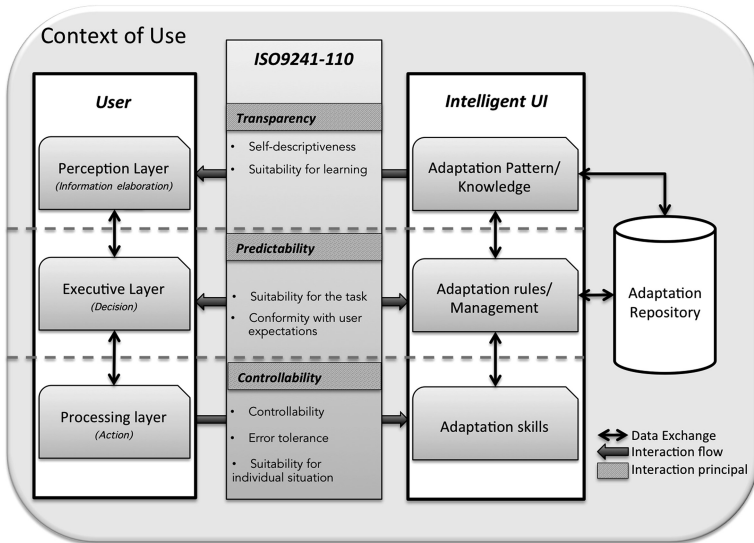 Context of Use
User
Perception Layer
(Information elaboration)
Executive Layer
(Decision)
Processing layer
(Action)
ISO9241-110
Transparency
• Self-descriptiveness
• Suitability for learning
Predictability
• Suitability for the task
• Conformity with user
expectations
Controllability
• Controllability
• Error tolerance
• Suitability for
individual situation
Intelligent UI
Adaptation Pattern/
Knowledge
Adaptation rules/
Management
Adaptation skills
Adaptation
Repository
Data Exchange
Interaction flow
Interaction principal